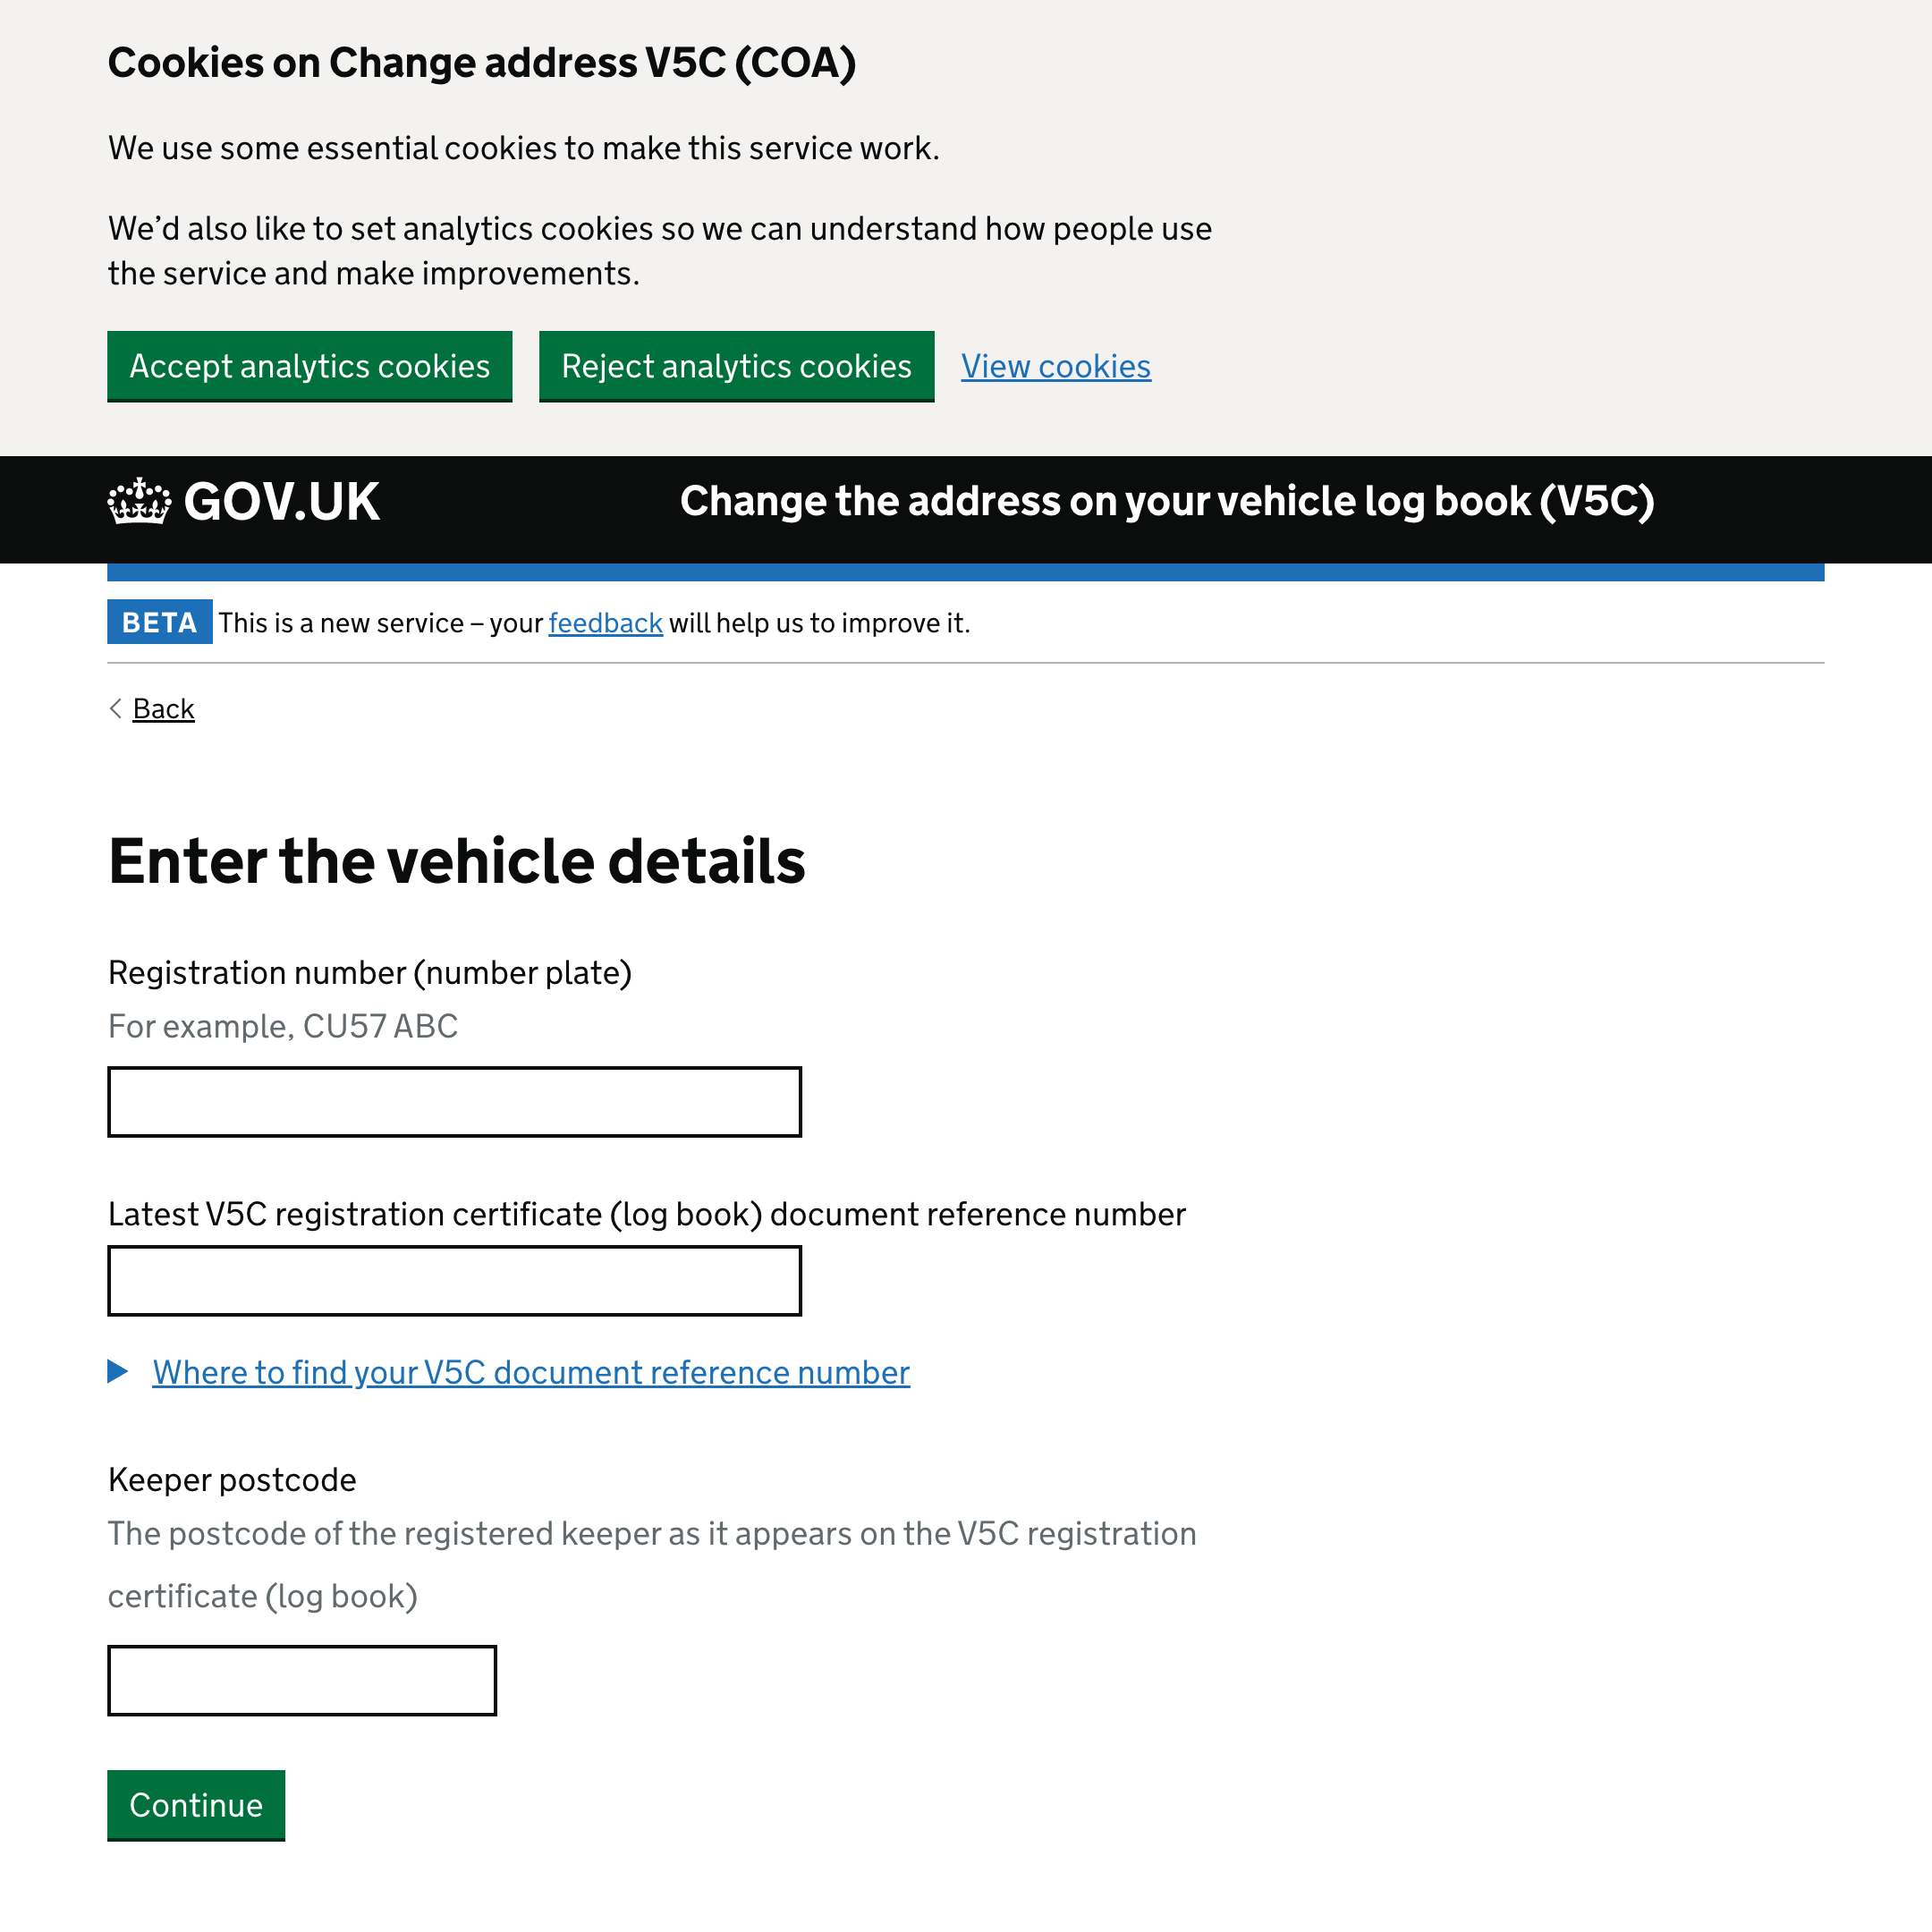 Cookies on Change address V5C (COA)
We use some essential cookies to make this service work.
We’d also like to set analytics cookies so we can understand how people use
the service and make improvements.
Accept analytics cookies
Reject analytics cookies
View cookies
GOV.UK
Change the address on your vehicle log book (V5C)
BETA This is a new service – your feedback will help us to improve it.
Back
Enter the vehicle details
Registration number (number plate)
For example, CU57 ABC
Latest V5C registration certificate (log book) document reference number
Where to find your V5C document reference number
Keeper postcode
The postcode of the registered keeper as it appears on the V5C registration
certificate (log book)
Continue